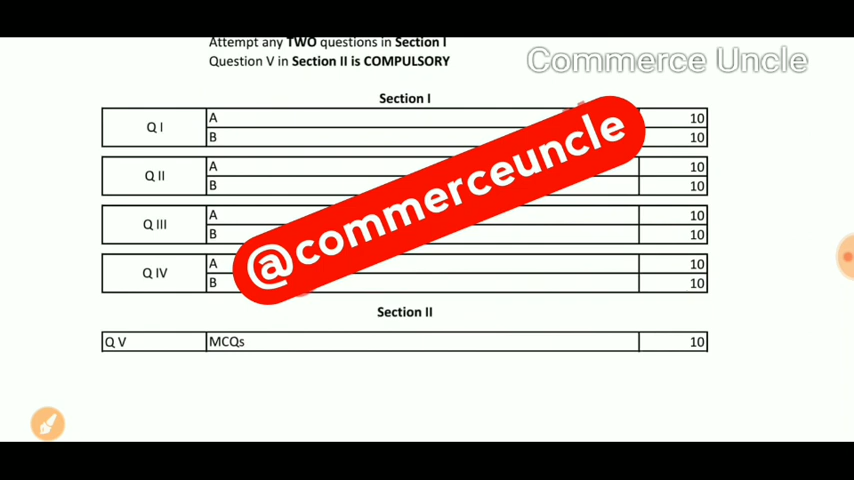 Attempt any TWO questions in Section I
Question V in Section II is COMPULSORY
Commerce Uncle
Section I
Q I
A 10
B 10
Q II
A 10
B 10
Q III
A 10
B 10
Q IV
A 10
B 10
@commerceuncle
Section II
Q V MCQs 10